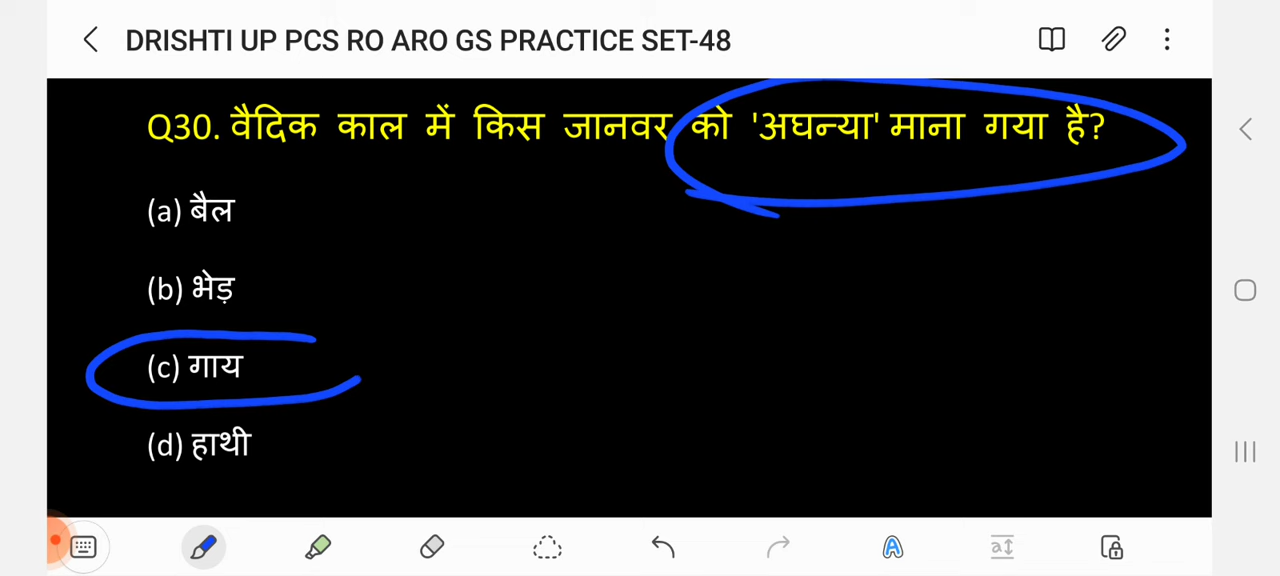 DRISHTI UP PCS RO ARO GS PRACTICE SET-48
Q30. वैदिक काल में किस जानवर को 'अघन्या' माना गया है?
(a) बैल
(b) भेड़
(c) गाय
(d) हाथी